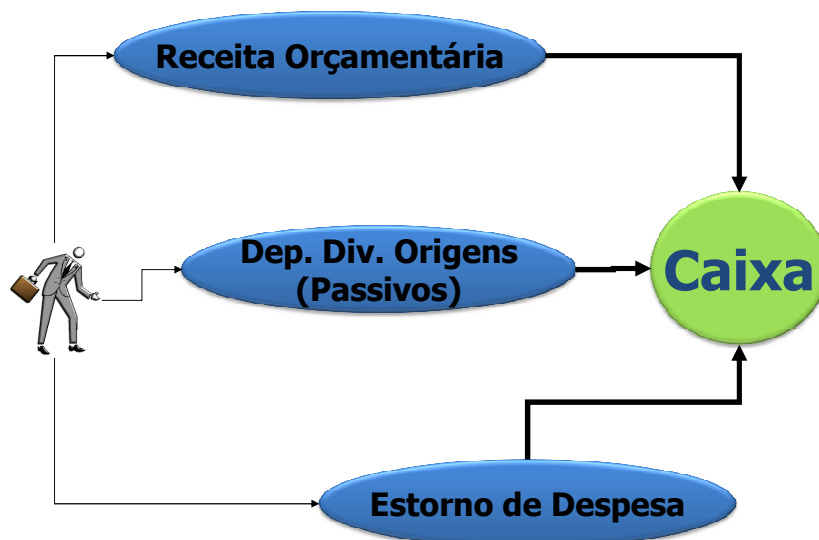 Receita Orçamentária
Dep. Div. Origens
(Passivos)
Caixa
Estorno de Despesa